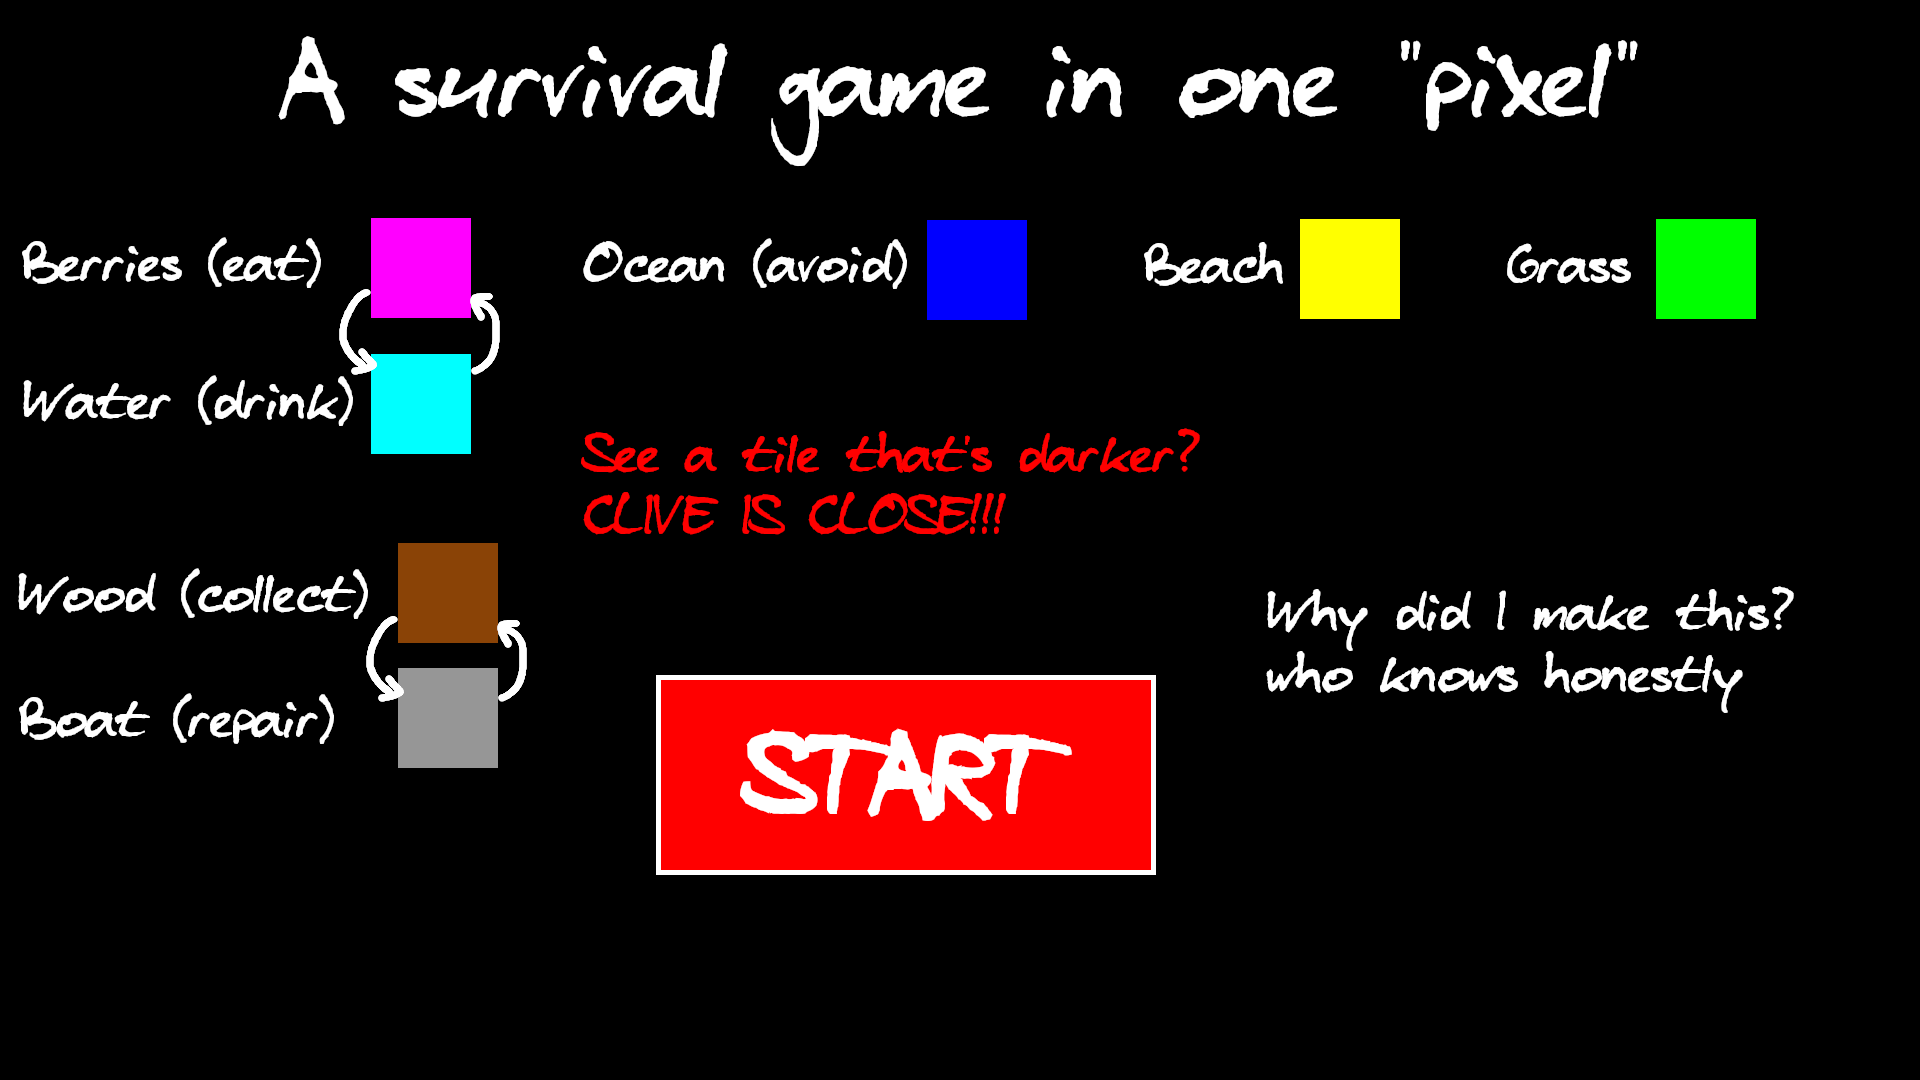 A survival game in one "pixel"
Berries (eat)
Ocean (avoid)
Beach
Grass
Water (drink)
See a tile that's darker?
CLIVE IS CLOSE!!!
Wood (collect)
Boat (repair)
Why did I make this?
who knows honestly
START